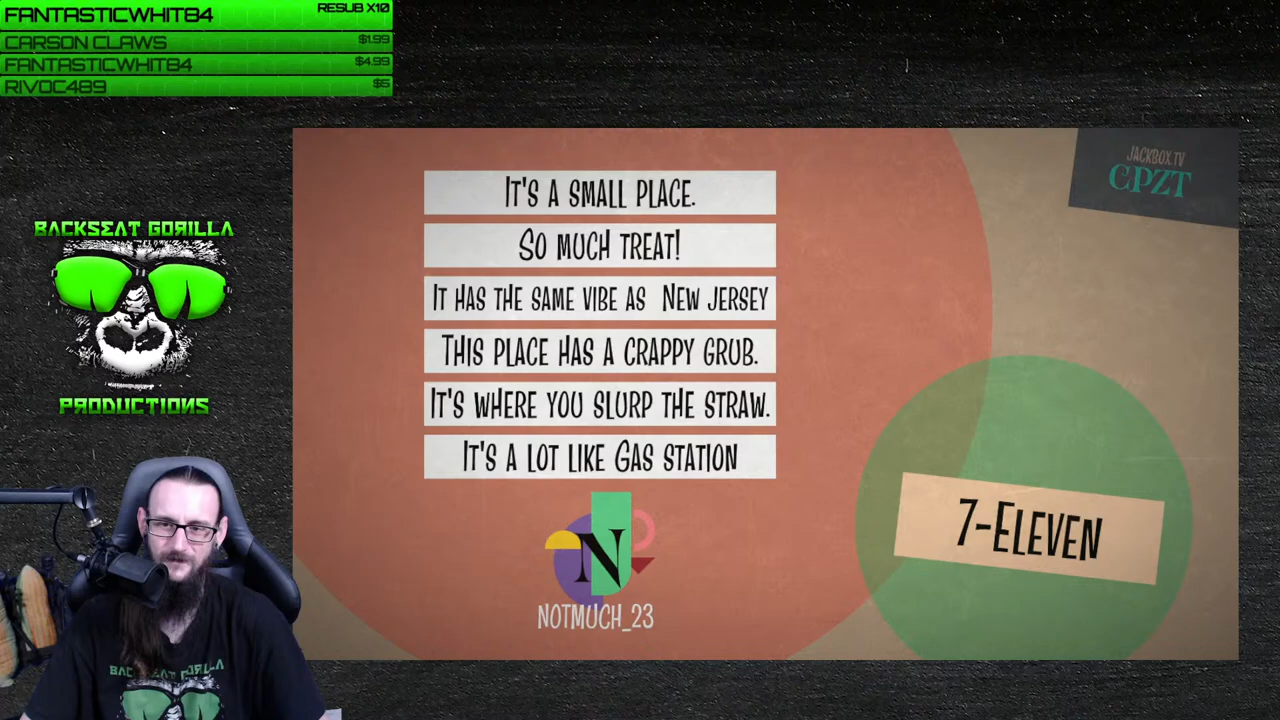 FANTASTICWHIT84 RESUB X10
CARSON CLAWS $1.99
FANTASTICWHIT84 $4.99
RIVOC489 $5
BACKSEAT GORILLA
PRODUCTIONS
JACKBOX.TV
CPZT
IT'S A SMALL PLACE.
SO MUCH TREAT!
IT HAS THE SAME VIBE AS NEW JERSEY
THIS PLACE HAS A CRAPPY GRUB.
IT'S WHERE YOU SLURP THE STRAW.
IT'S A LOT LIKE GAS STATION
7-ELEVEN
N
NOTMUCH_23